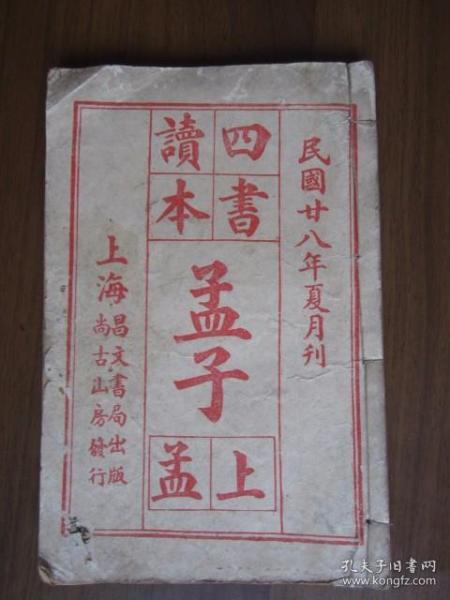 民國廿八年夏月刊
四書
讀本
孟子
上
孟
上海
昌文書局出版
尚古山房發行
孔夫子旧书网
www.kongfz.com